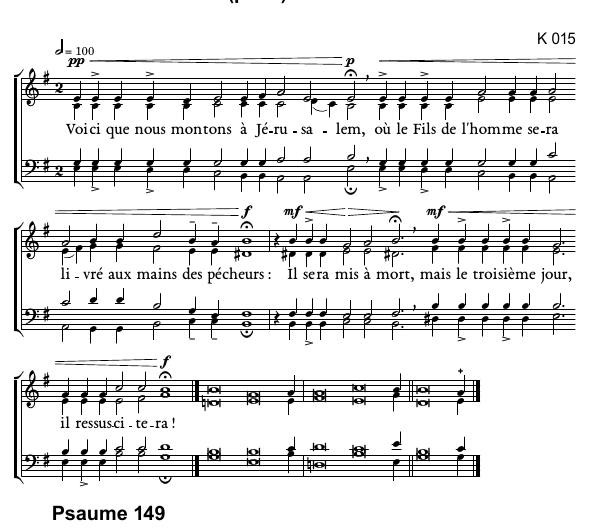 K 015
= 100
pp p
Voici que nous montons à Jé-ru-sa-lem, où le Fils de l'homme se-ra
f mf mf
li-vré aux mains des pécheurs: Il sera mis à mort, mais le troisième jour,
f
il ressusci-te-ra !
Psaume 149